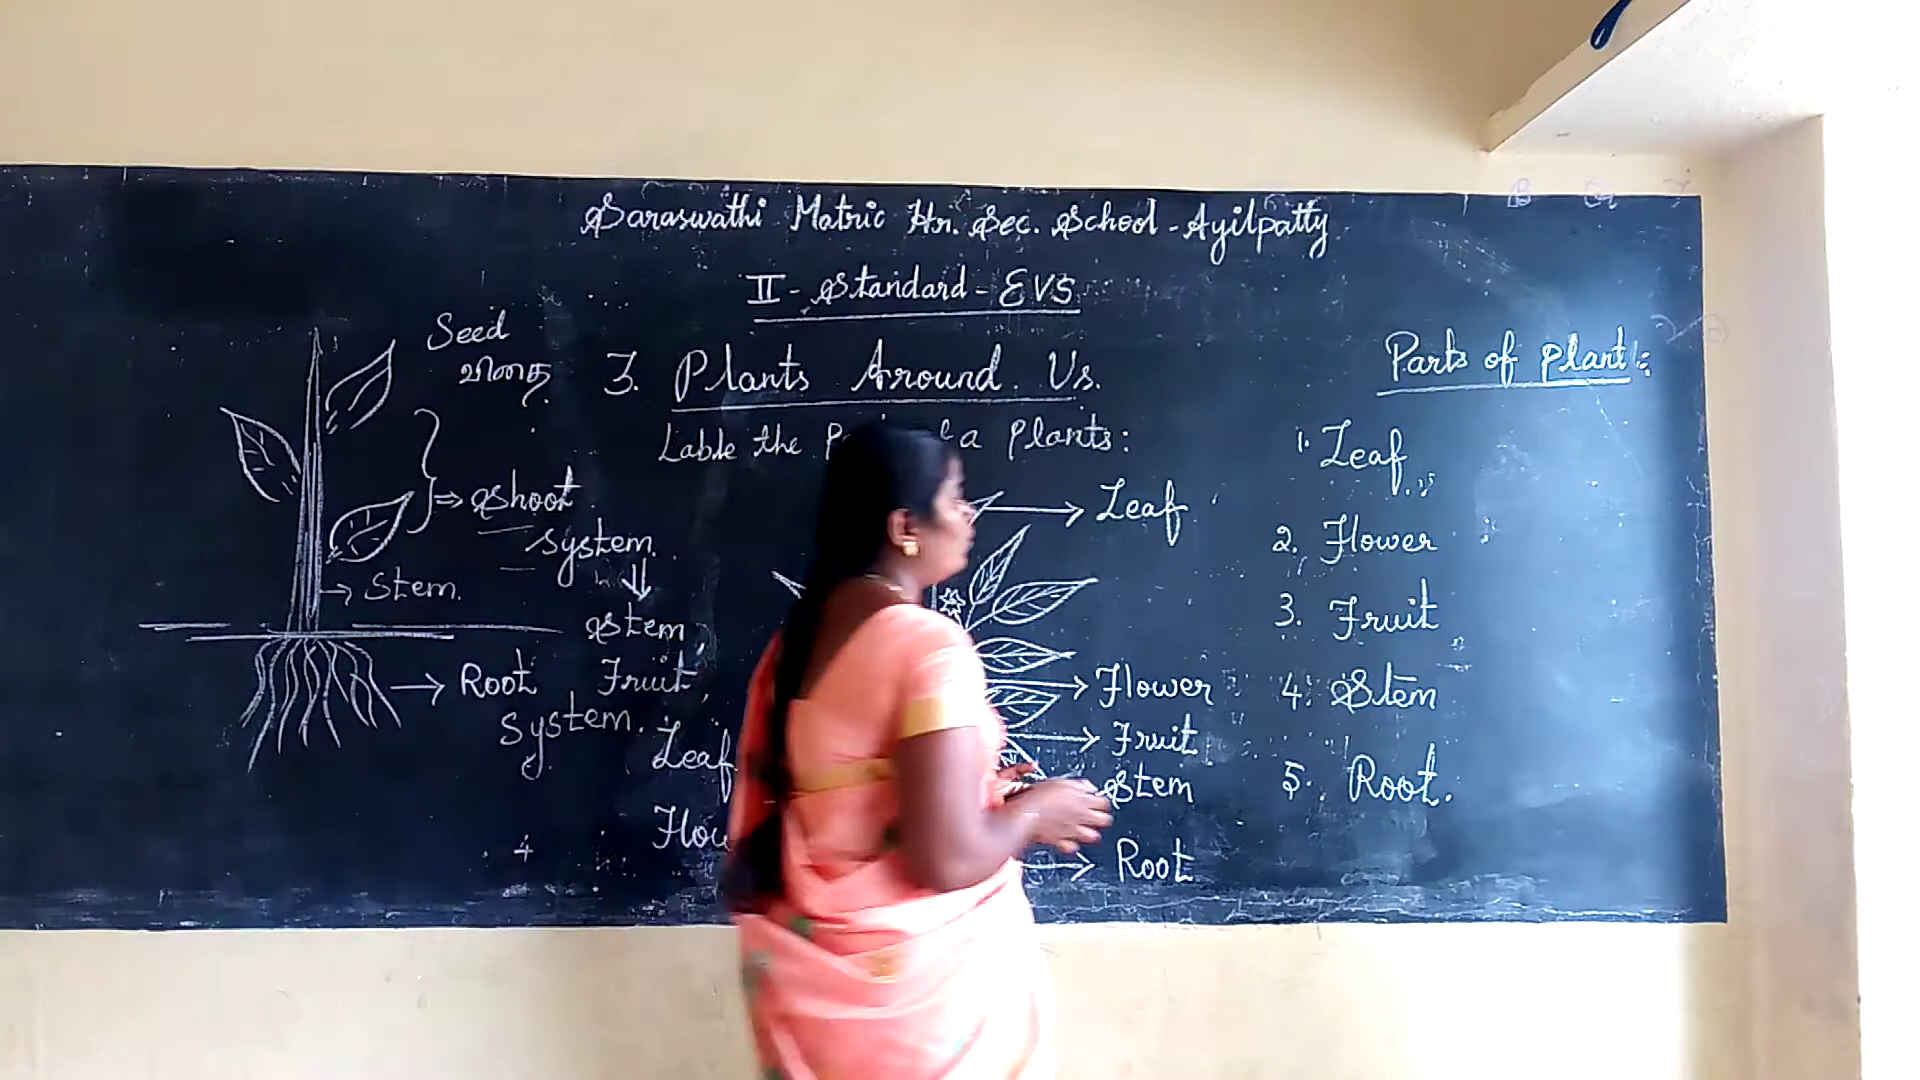 Saraswathi Matric Hr. Sec. School - Ayilpatty
II - Standard - EVS
3. Plants Around Us.
Lable the a Plants:
Seed
விதை
⇒ Shoot
System
Stem
Fruit,
Leaf
Stem.
Root
System.
Leaf
Flower
Fruit
Stem
Root
Parts of plant:
1. Leaf
2. Flower
3. Fruit
4. Stem
5. Root.